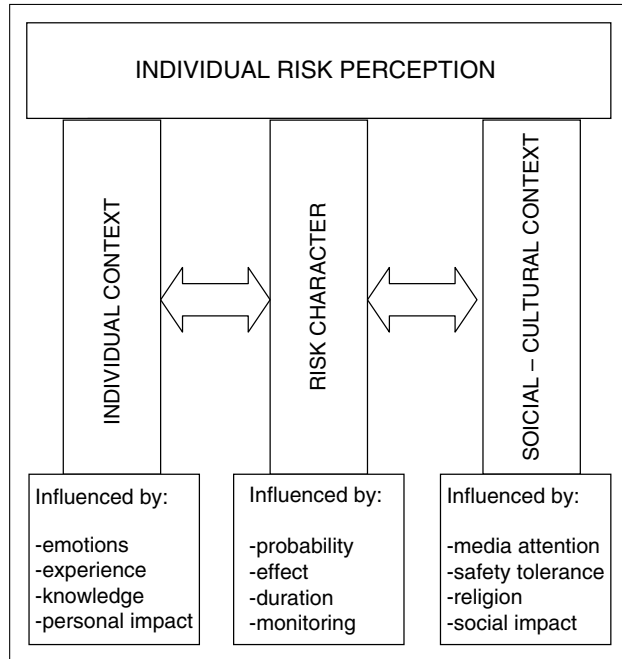 INDIVIDUAL RISK PERCEPTION
INDIVIDUAL CONTEXT
RISK CHARACTER
SOICIAL – CULTURAL CONTEXT
Influenced by:
-emotions
-experience
-knowledge
-personal impact
Influenced by:
-probability
-effect
-duration
-monitoring
Influenced by:
-media attention
-safety tolerance
-religion
-social impact